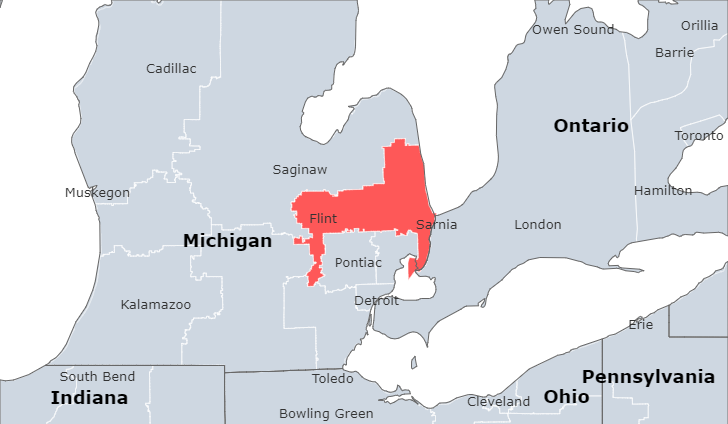 Owen Sound
Orillia
Barrie
Cadillac
Ontario
Toronto
Saginaw
Muskegon
Hamilton
Flint
Sarnia
London
Michigan
Pontiac
Kalamazoo
Detroit
Erie
South Bend
Toledo
Pennsylvania
Indiana
Ohio
Cleveland
Bowling Green